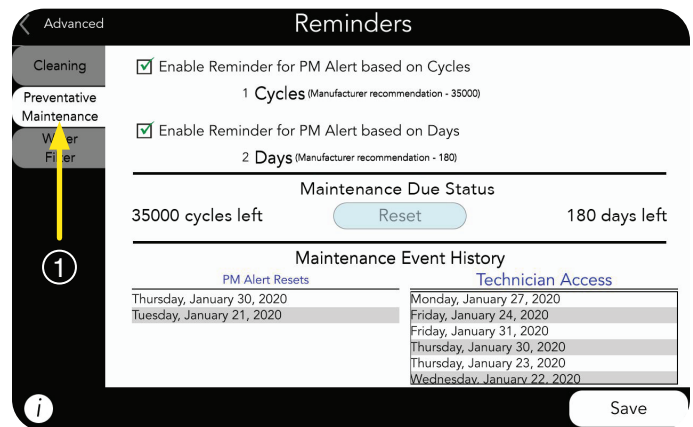 Advanced
Reminders
Cleaning
Preventative
Maintenance
Water
Filter
1
Enable Reminder for PM Alert based on Cycles
1 Cycles (Manufacturer recommendation - 35000)
Enable Reminder for PM Alert based on Days
2 Days (Manufacturer recommendation - 180)
Maintenance Due Status
35000 cycles left Reset 180 days left
Maintenance Event History
PM Alert Resets
Thursday, January 30, 2020
Tuesday, January 21, 2020
Technician Access
Monday, January 27, 2020
Friday, January 24, 2020
Friday, January 31, 2020
Thursday, January 30, 2020
Thursday, January 23, 2020
Wednesday, January 22, 2020
i
Save